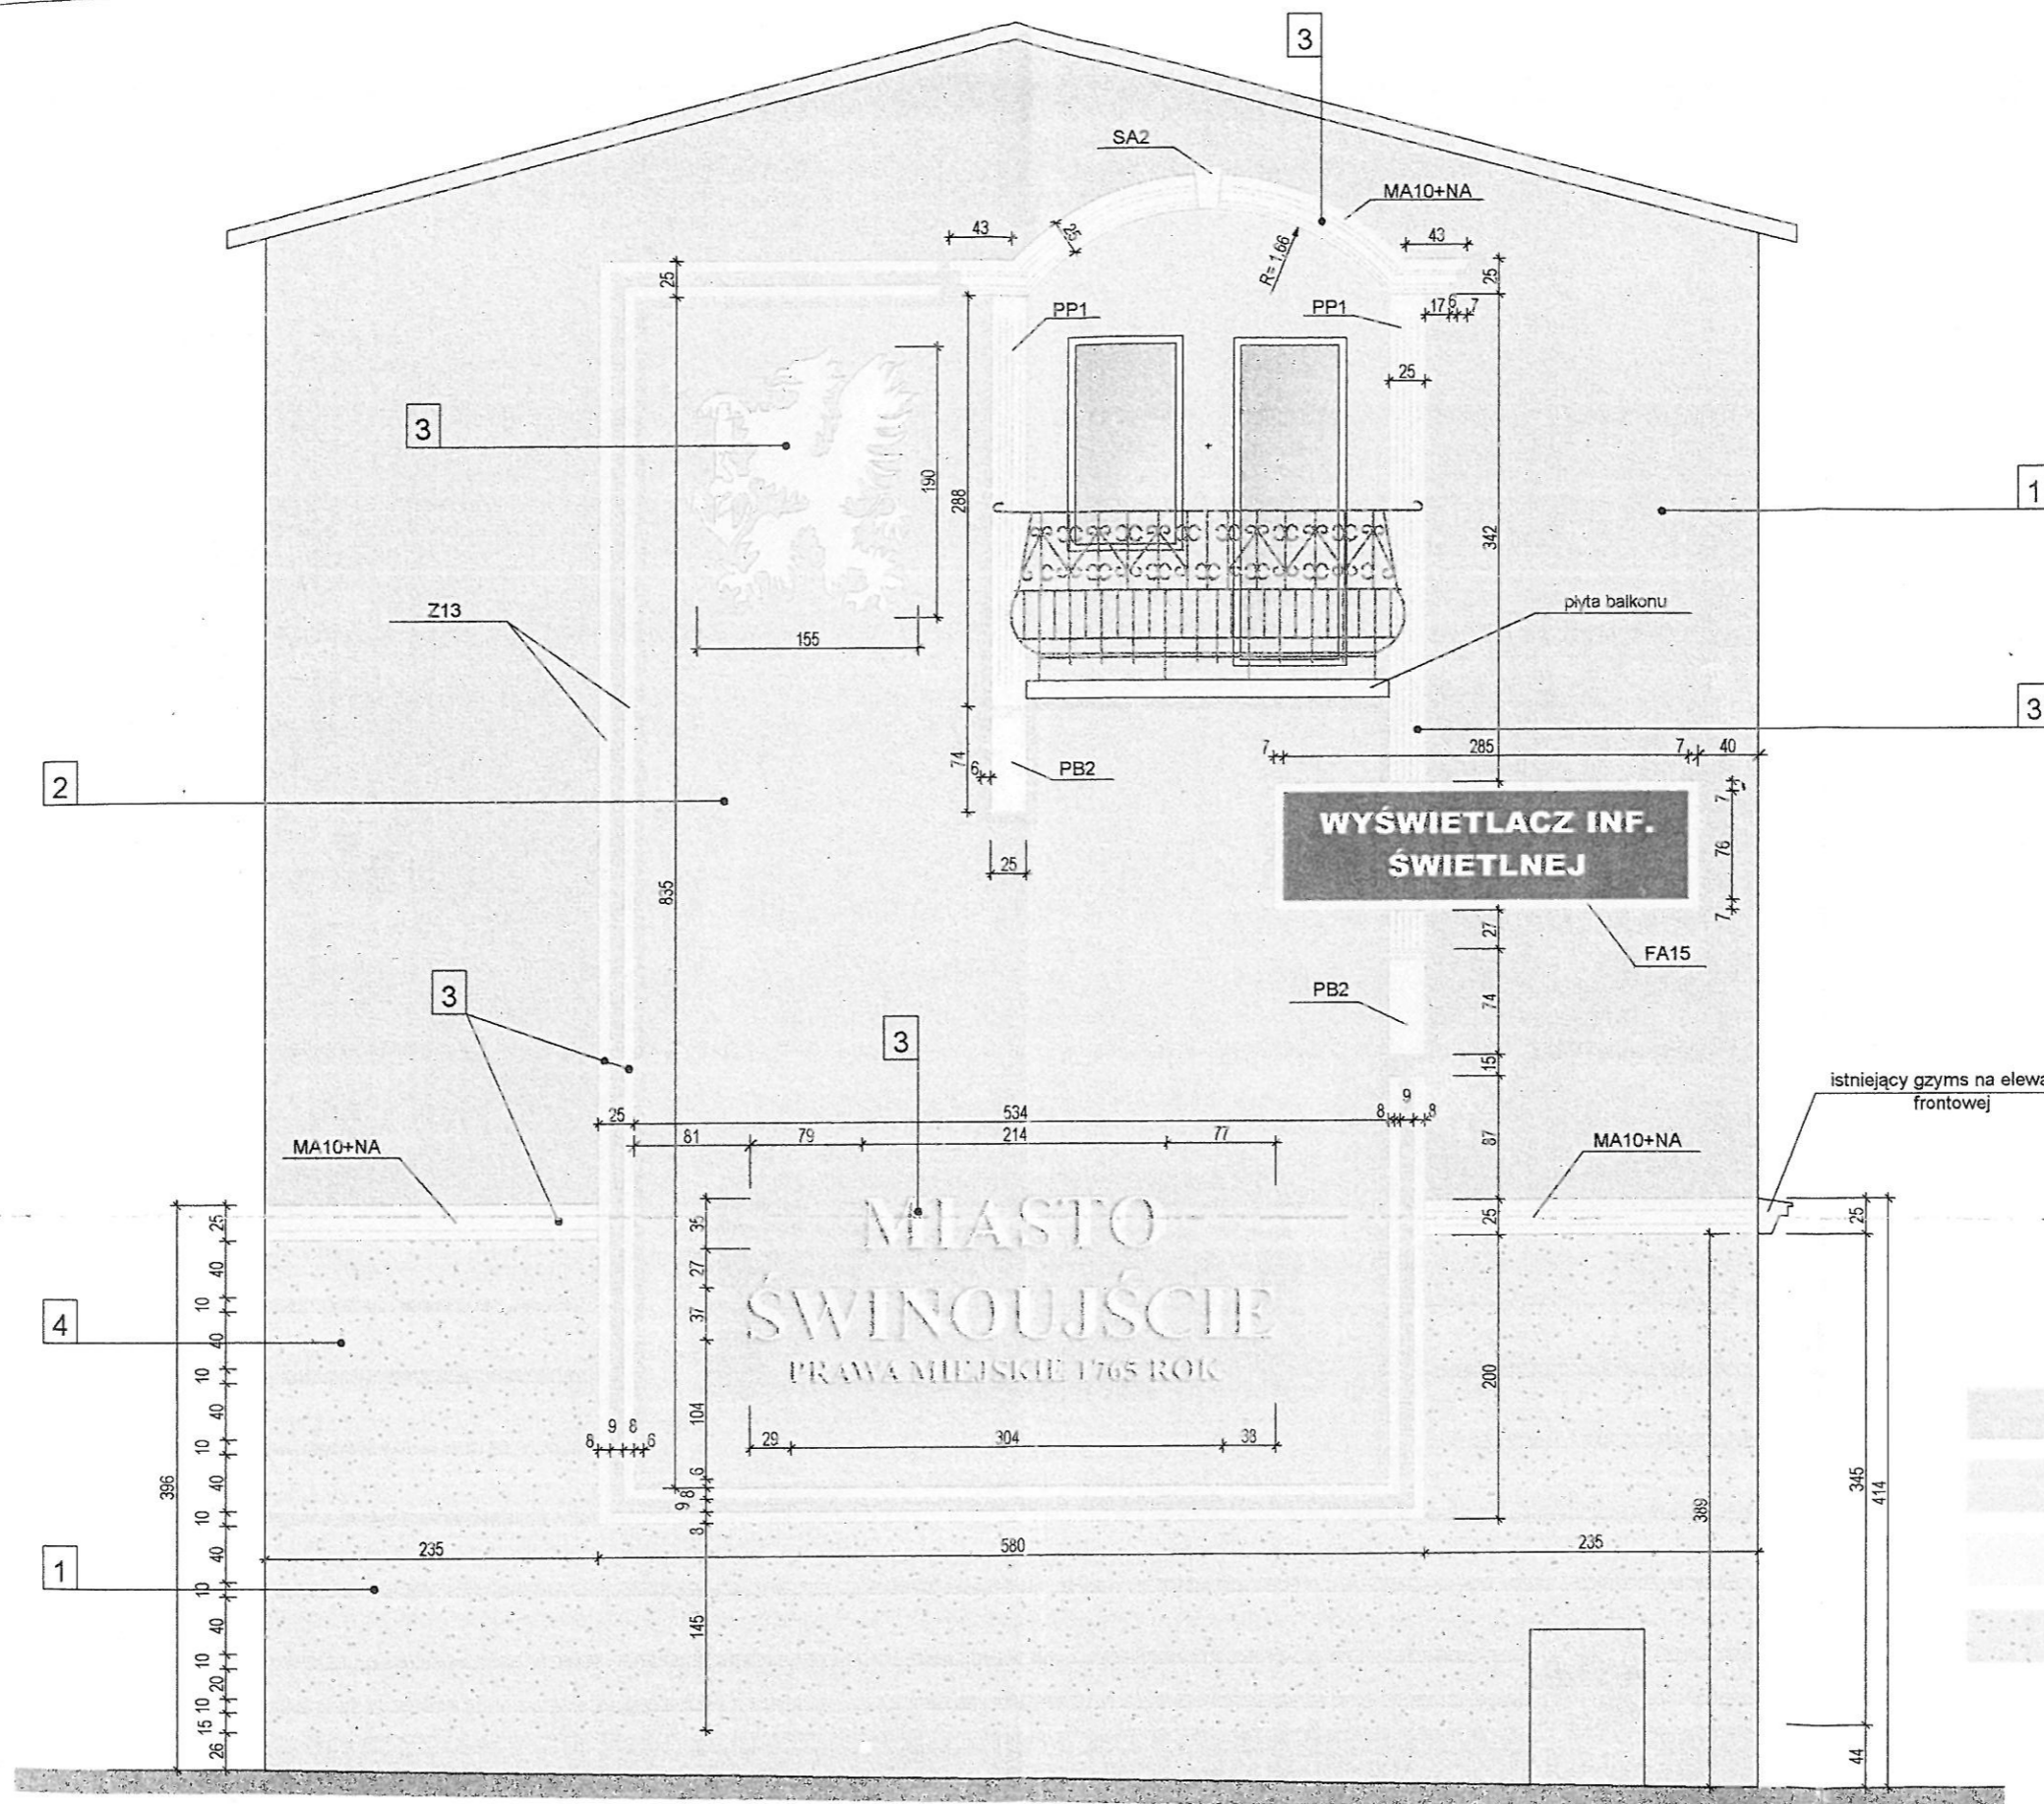 3
SA2
MA10+NA
43
25
R= 1,66
43
25
25
PP1
PP1
17 6 7
25
3
190
288
342
1
Z13
155
płyta balkonu
3
7 285 7 40
2
74
6
PB2
7
WYŚWIETLACZ INF.
ŚWIETLNEJ
76
25
835
7
27
FA15
3
PB2
74
3
15
istniejący gzyms na elewa
frontowej
25 534 8 9 8
81 79 214 77
87
MA10+NA
MA10+NA
25
35
MIASTO
25
25
40
27
10
37
ŚWINOUJŚCIE
4
40
PRAWA MIEJSKIE 1765 ROK
200
10
40
104
29 304 38
8 9 8 6
10
396
40
6
345
414
8
9
389
10
8
235 580 235
40
1
10
40
145
10
20
10
15
26
44